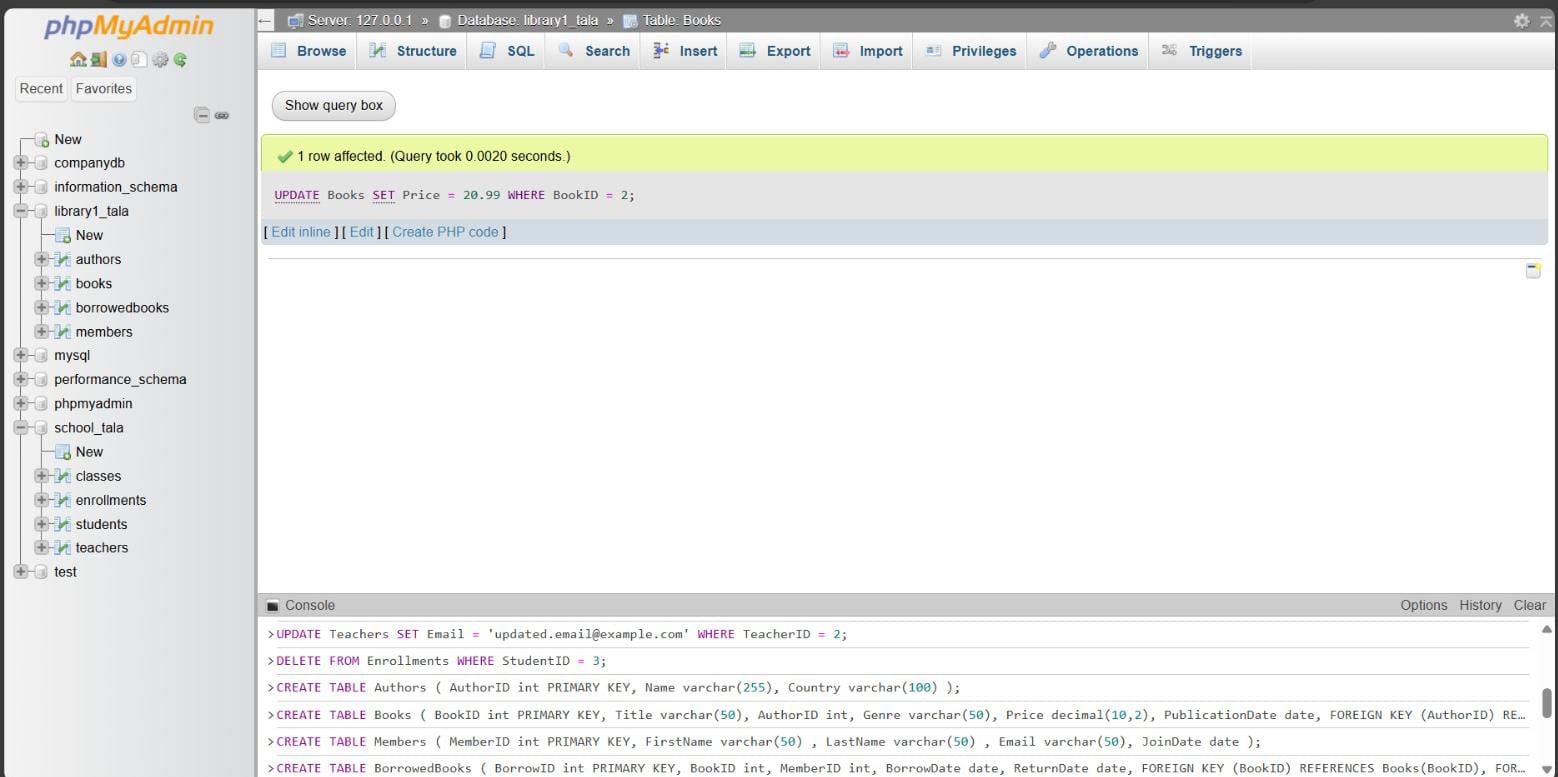 phpMyAdmin
Recent Favorites
New
companydb
information_schema
library1_tala
New
authors
books
borrowedbooks
members
mysql
performance_schema
phpmyadmin
school_tala
New
classes
enrollments
students
teachers
test
Server: 127.0.0.1 » Database: library1_tala » Table: Books
Browse Structure SQL Search Insert Export Import Privileges Operations Triggers
Show query box
1 row affected. (Query took 0.0020 seconds.)
UPDATE Books SET Price = 20.99 WHERE BookID = 2;
[ Edit inline ] [ Edit ] [ Create PHP code ]
Console Options History Clear
>UPDATE Teachers SET Email = 'updated.email@example.com' WHERE TeacherID = 2;
>DELETE FROM Enrollments WHERE StudentID = 3;
>CREATE TABLE Authors ( AuthorID int PRIMARY KEY, Name varchar(255), Country varchar(100) );
>CREATE TABLE Books ( BookID int PRIMARY KEY, Title varchar(50), AuthorID int, Genre varchar(50), Price decimal(10,2), PublicationDate date, FOREIGN KEY (AuthorID) RE…
>CREATE TABLE Members ( MemberID int PRIMARY KEY, FirstName varchar(50) , LastName varchar(50) , Email varchar(50), JoinDate date );
>CREATE TABLE BorrowedBooks ( BorrowID int PRIMARY KEY, BookID int, MemberID int, BorrowDate date, ReturnDate date, FOREIGN KEY (BookID) REFERENCES Books(BookID), FOR…